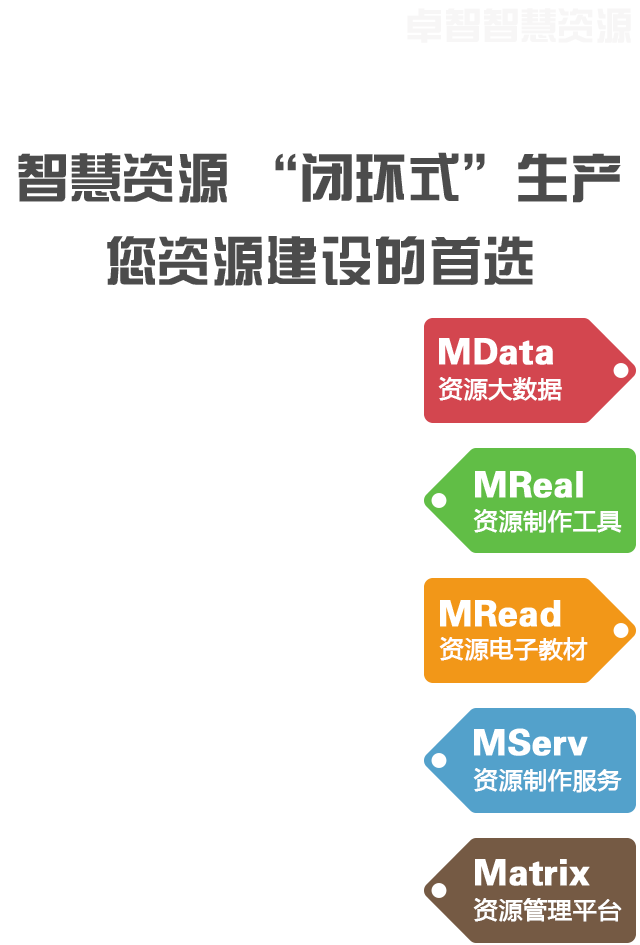 卓智智慧资源
智慧资源 “闭环式” 生产
您资源建设的首选
MData
资源大数据
MReal
资源制作工具
MRead
资源电子教材
MServ
资源制作服务
Matrix
资源管理平台